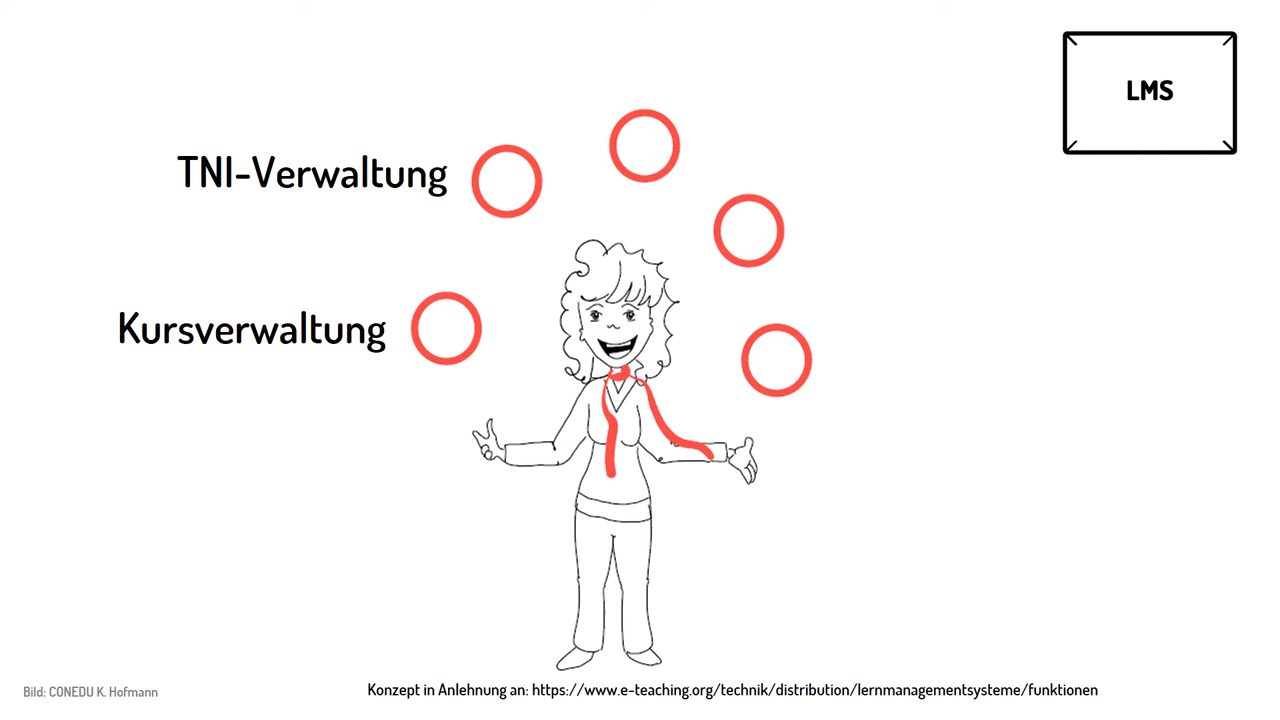 LMS
TNI-Verwaltung
Kursverwaltung
Bild: CONEDU K. Hofmann
Konzept in Anlehnung an: https://www.e-teaching.org/technik/distribution/lernmanagementsysteme/funktionen